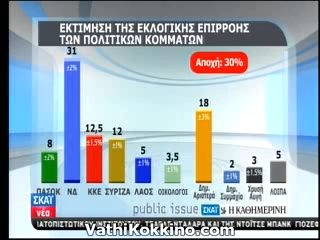 ΕΚΤΙΜΗΣΗ ΤΗΣ ΕΚΛΟΓΙΚΗΣ ΕΠΙΡΡΟΗΣ
ΤΩΝ ΠΟΛΙΤΙΚΩΝ ΚΟΜΜΑΤΩΝ
Αποχή: 30%
31
±2%
18
±2%
12,5
±1,5%
12
±1%
8
±2%
5
±1%
3,5
±1%
2
±1%
3
±1,5%
5
ΠΑΣΟΚ ΝΔ ΚΚΕ ΣΥΡΙΖΑ ΛΑΟΣ ΟΙΚΟΛΟΓΟΙ Δημ. Αριστερά Δημ. Συμμαχία Χρυσή Αυγή ΛΟΙΠΑ
public issue ΣΚΑΪ Η ΚΑΘΗΜΕΡΙΝΗ
ΣΚΑΪ
νέα
VathiKokkino.com